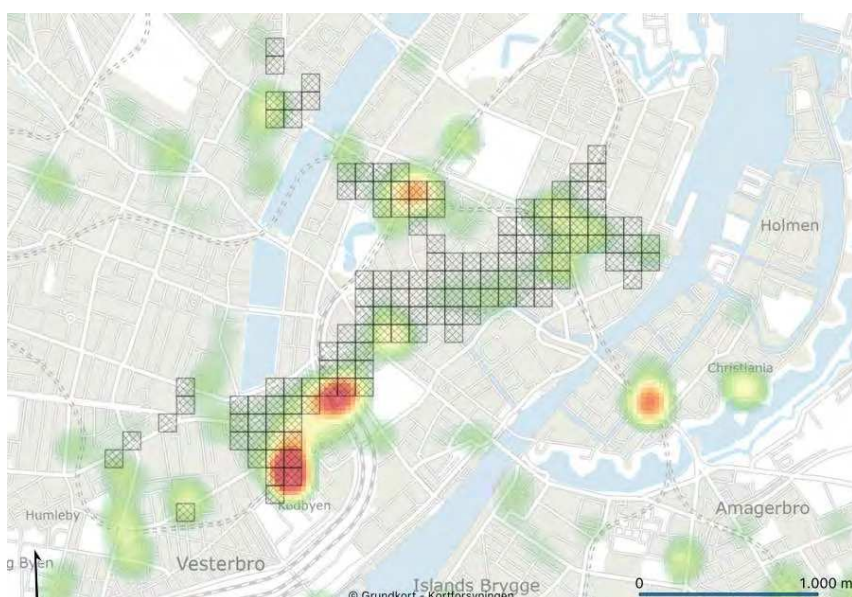 Holmen
Christiania
Kødbyen
Amagerbro
Humleby
g Byen
Vesterbro
Islands Brygge
0 1.000 m
© Grundkort - Kortforsyningen